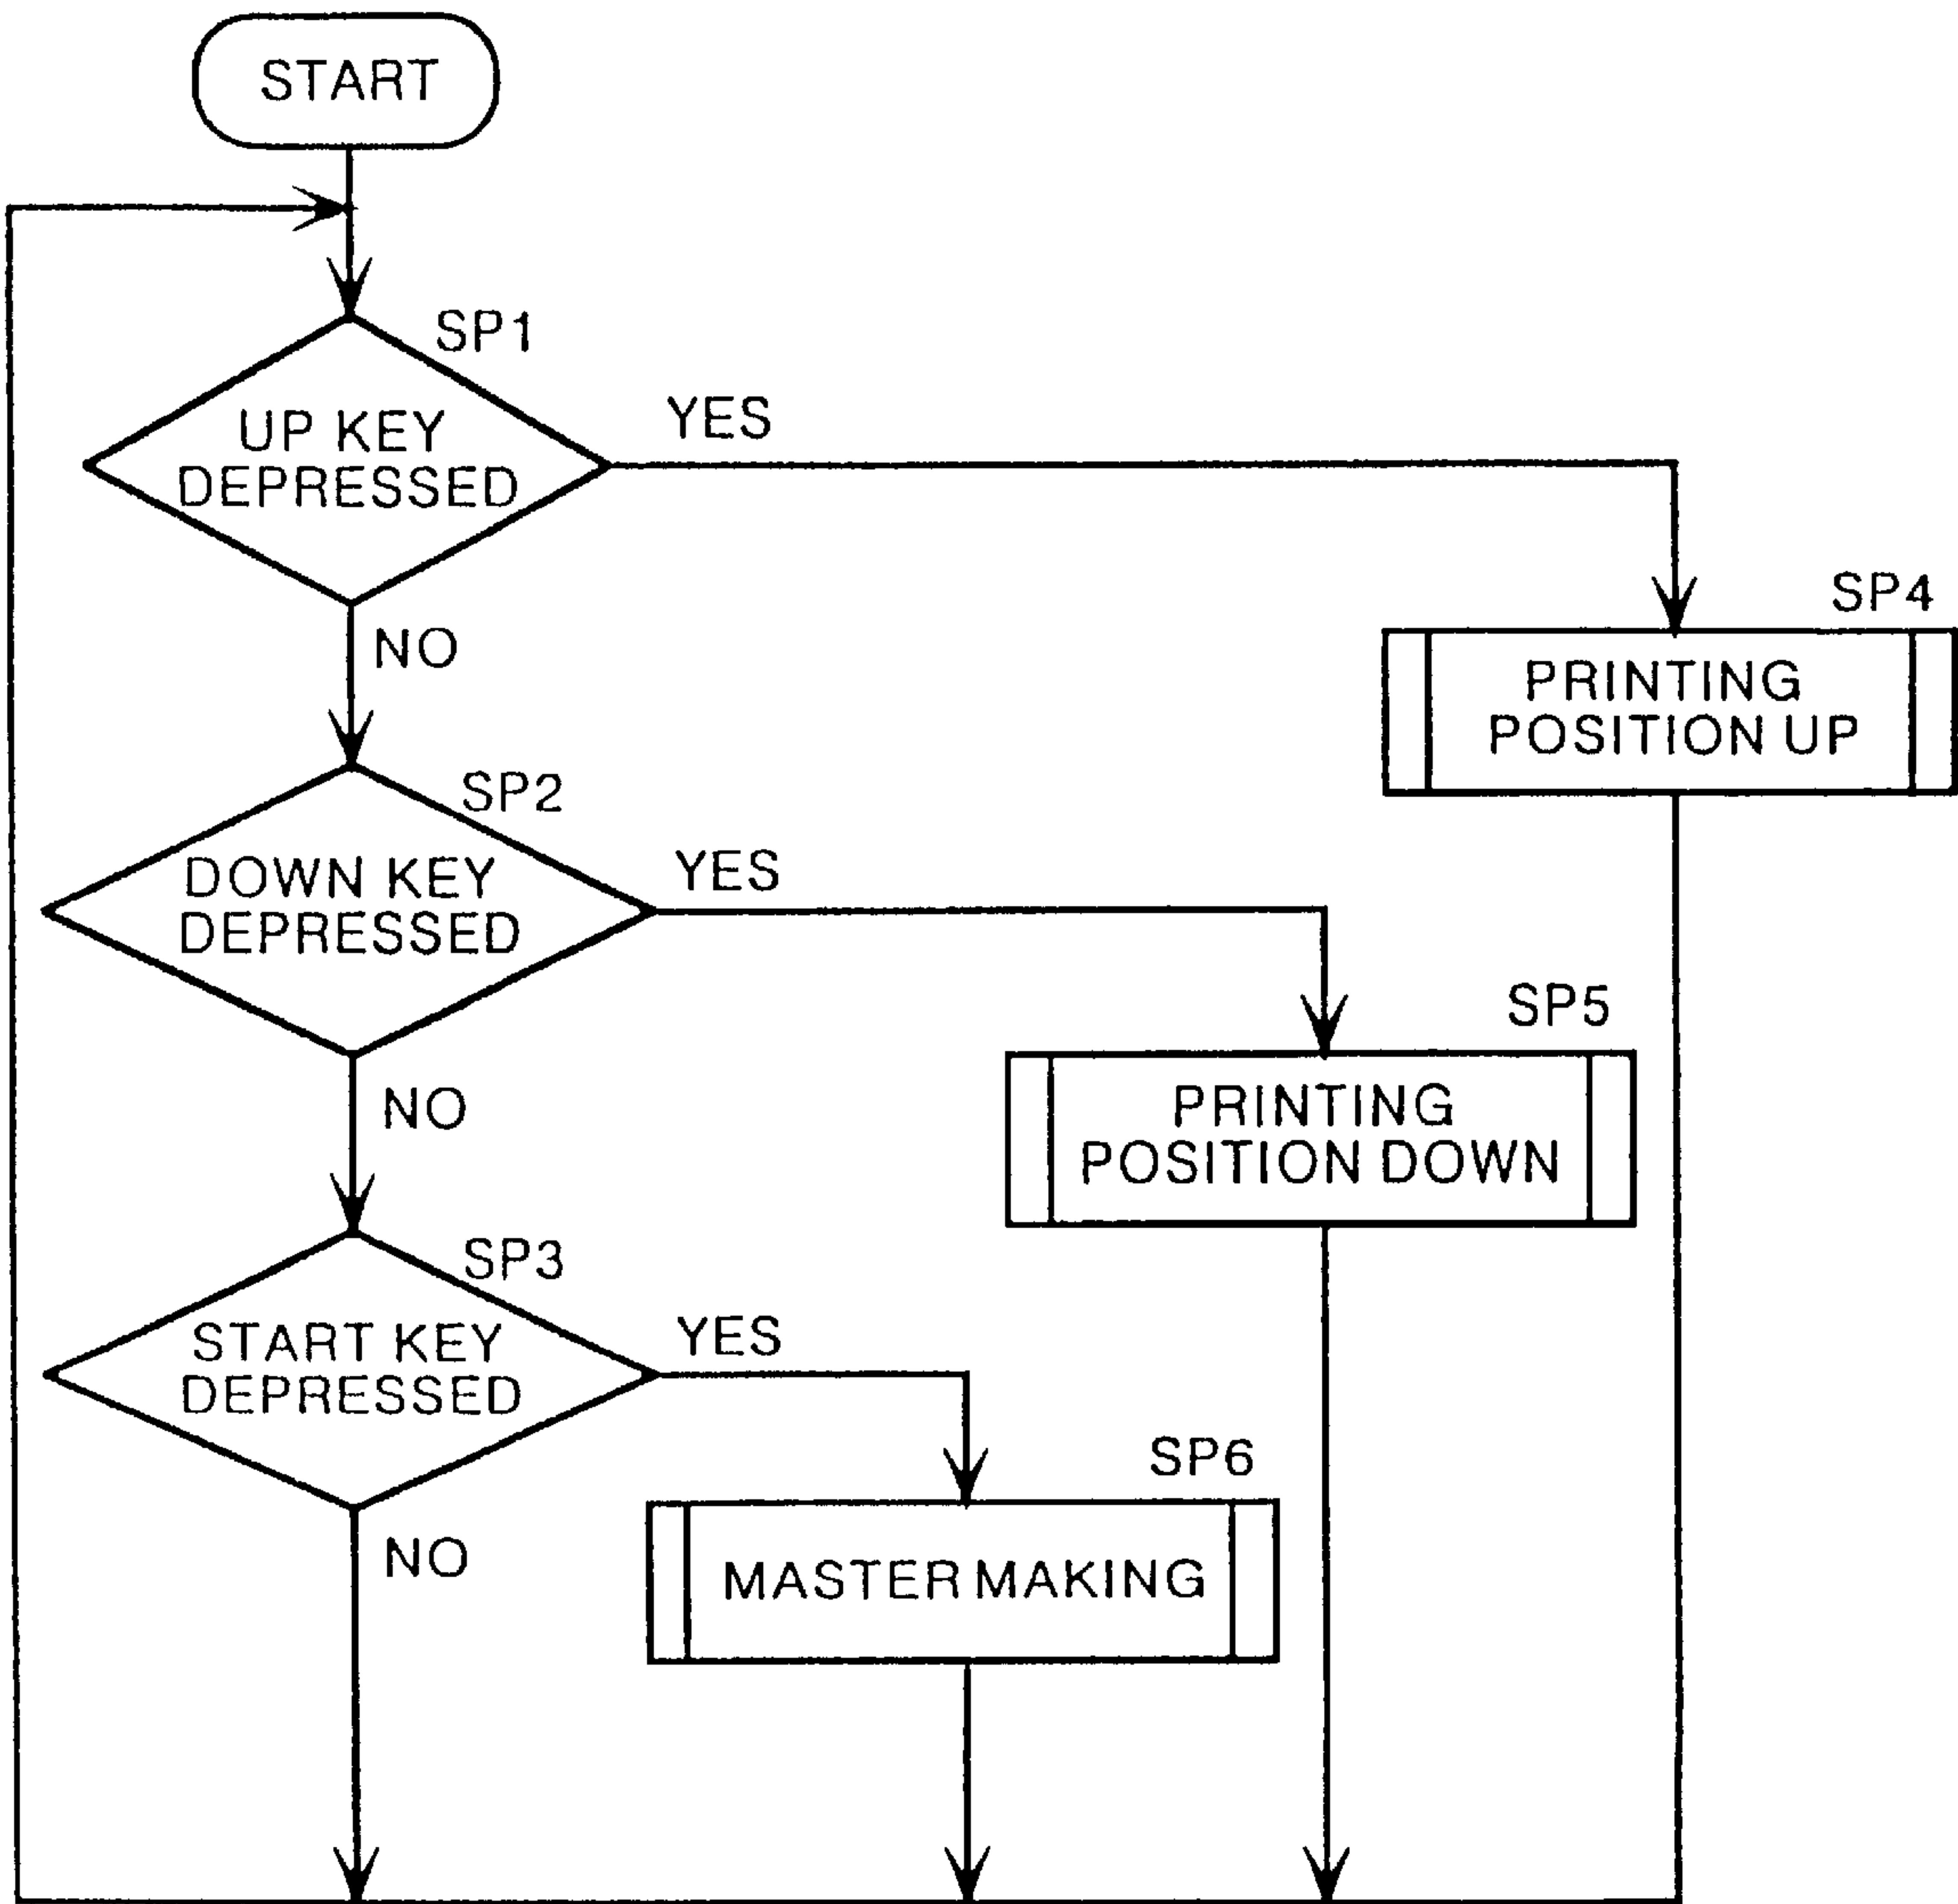 START
SP1
UP KEY
DEPRESSED
YES
NO
SP4
PRINTING
POSITION UP
SP2
DOWN KEY
DEPRESSED
YES
NO
SP5
PRINTING
POSITION DOWN
SP3
START KEY
DEPRESSED
YES
NO
SP6
MASTER MAKING